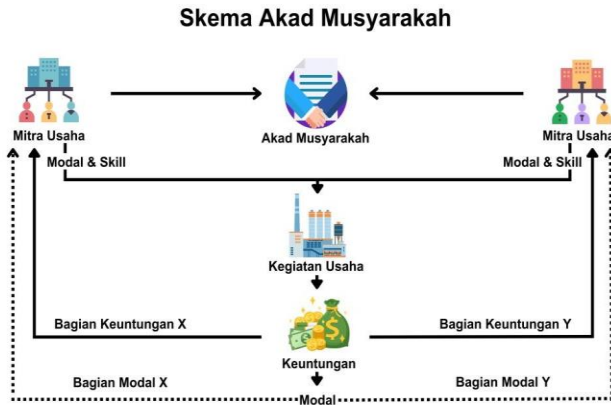 Skema Akad Musyarakah
Mitra Usaha
Akad Musyarakah
Mitra Usaha
Modal & Skill
Modal & Skill
Kegiatan Usaha
Bagian Keuntungan X
Bagian Keuntungan Y
Keuntungan
Bagian Modal X
Bagian Modal Y
Modal